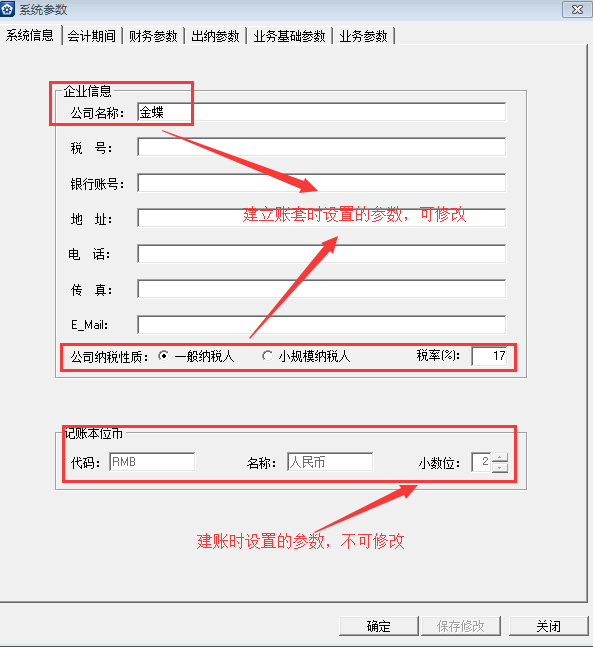 系统参数
系统信息 会计期间 财务参数 出纳参数 业务基础参数 业务参数
企业信息
公司名称： 金蝶
税 号：
银行账号：
地 址：
建立账套时设置的参数，可修改
电 话：
传 真：
E_Mail:
公司纳税性质： 一般纳税人 小规模纳税人 税率(%)： 17
记账本位币
代码： RMB 名称： 人民币 小数位： 2
建账时设置的参数，不可修改
确定 保存修改 关闭